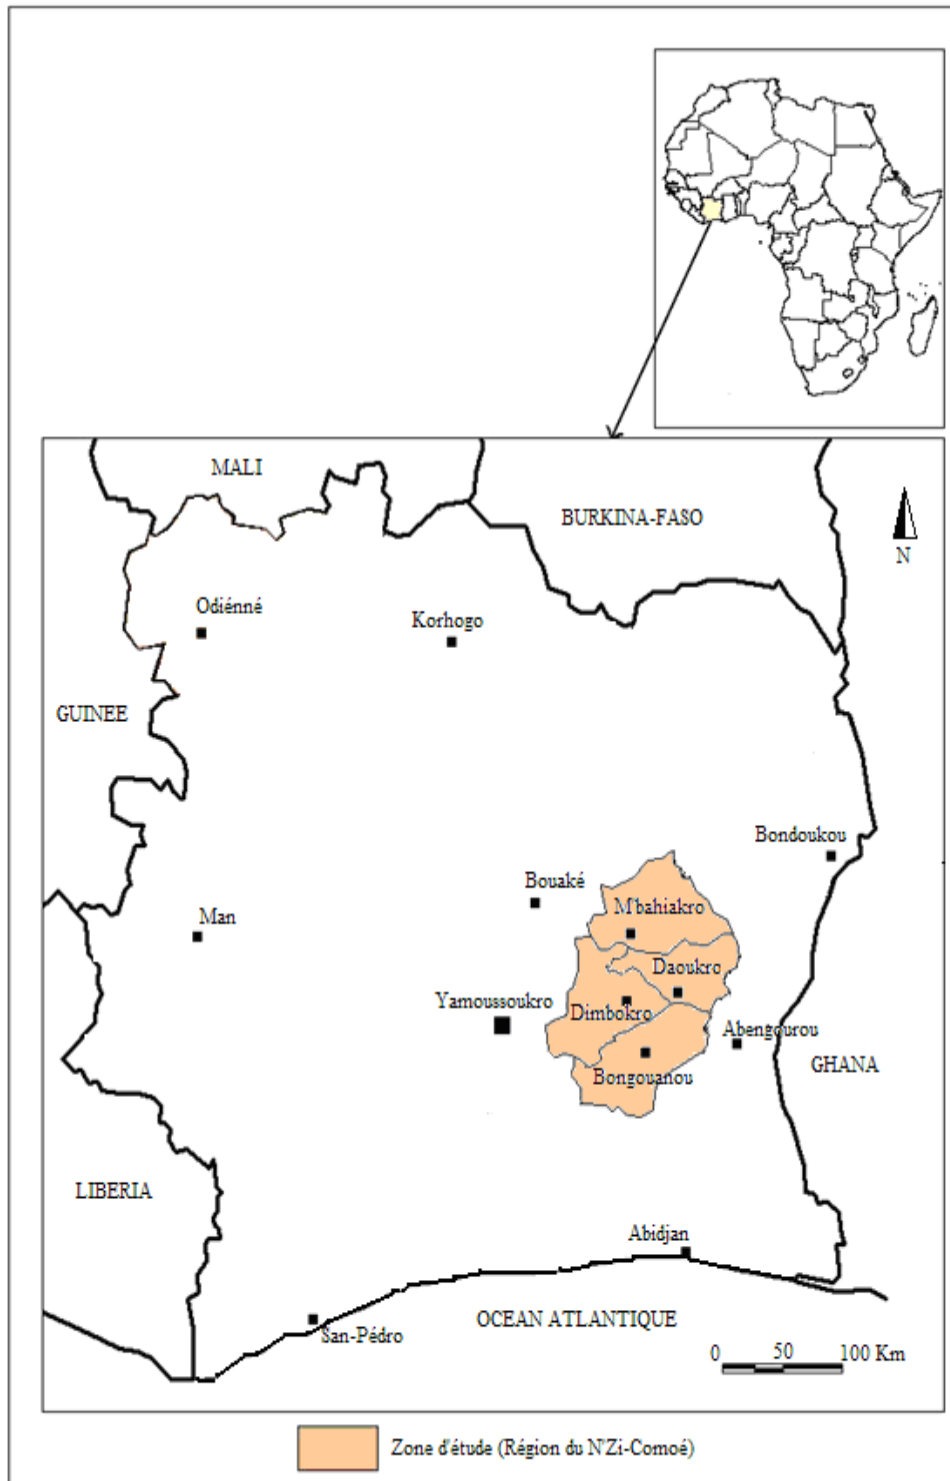 MALI
BURKINA-FASO
N
Odiénné
Korhogo
GUINEE
Bondoukou
Bouaké
M'bahiakro
Man
Daoukro
Yamoussoukro
Dimbokro
Abengourou
GHANA
Bongouanou
LIBERIA
Abidjan
OCEAN ATLANTIQUE
San-Pédro
0 50 100 Km
Zone d'étude (Région du N'Zi-Comoé)